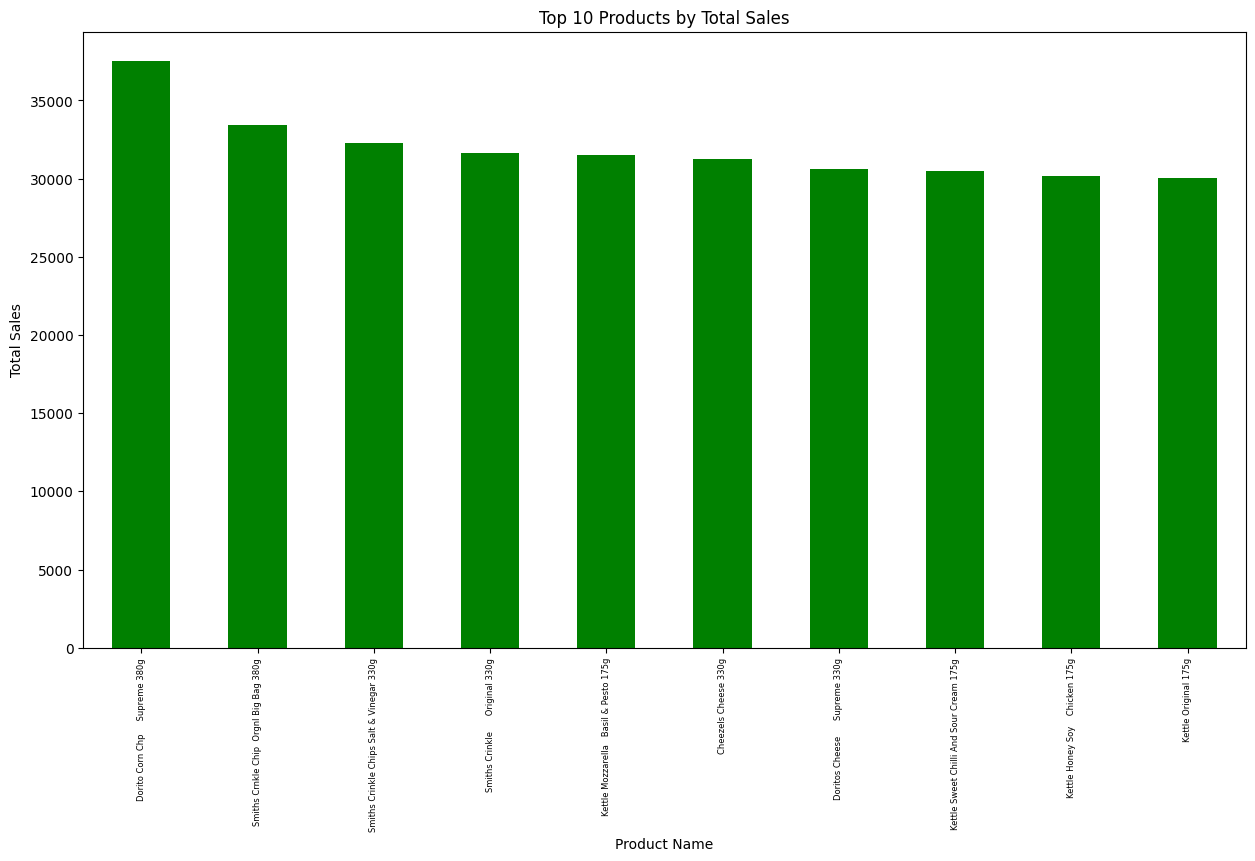 Top 10 Products by Total Sales
Total Sales
35000
30000
25000
20000
15000
10000
5000
0
Dorito Corn Chp     Supreme 380g
Smiths Crnkle Chip  Orgnl Big Bag 380g
Smiths Crinkle Chips Salt & Vinegar 330g
Smiths Crinkle      Original 330g
Kettle Mozzarella   Basil & Pesto 175g
Cheezels Cheese 330g
Doritos Cheese      Supreme 330g
Kettle Sweet Chilli And Sour Cream 175g
Kettle Honey Soy    Chicken 175g
Kettle Original 175g
Product Name